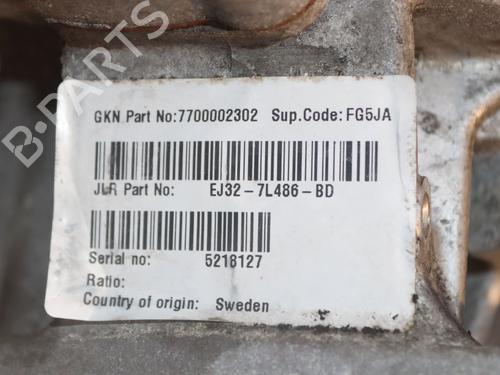 GKN Part No:7700002302 Sup.Code:FG5JA
JLR Part No: EJ32-7L486-BD
Serial no: 5218127
Ratio:
Country of origin: Sweden
BPARTS